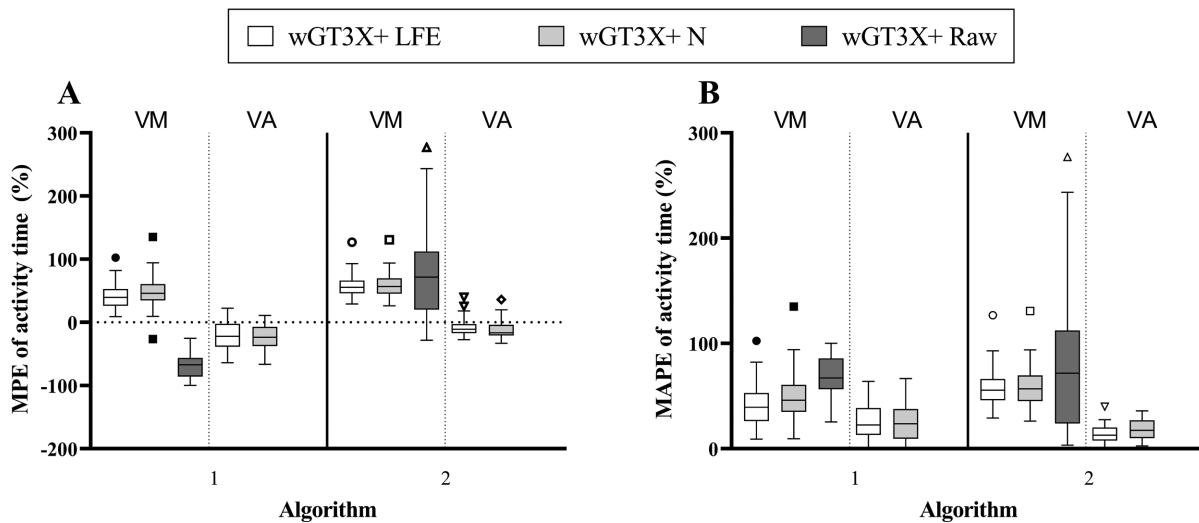 wGT3X+ LFE wGT3X+ N wGT3X+ Raw
A
VM VA VM VA
MPE of activity time (%)
300
200
100
0
-100
-200
1 2
Algorithm
B
VM VA VM VA
MAPE of activity time (%)
300
200
100
0
1 2
Algorithm